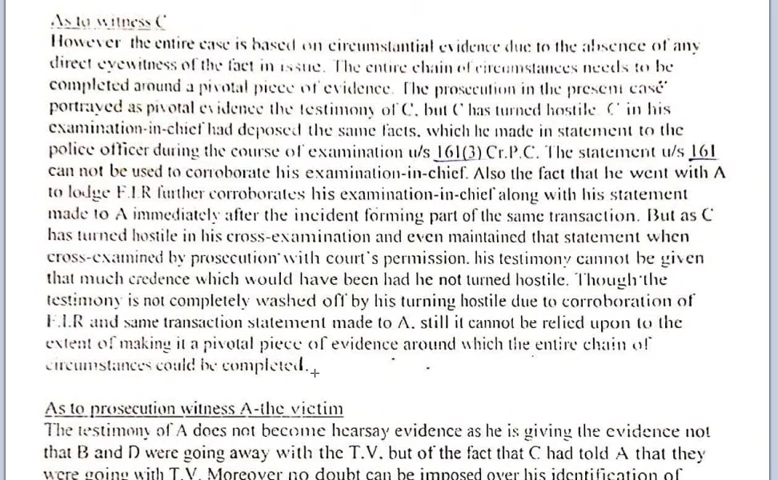 As to witness C
However the entire case is based on circumstantial evidence due to the absence of any
direct eyewitness of the fact in issue. The entire chain of circumstances needs to be
completed around a pivotal piece of evidence. The prosecution in the present case
portrayed as pivotal evidence the testimony of C, but C has turned hostile. C in his
examination-in-chief had deposed the same facts, which he made in statement to the
police officer during the course of examination u/s 161(3) Cr.P.C. The statement u/s 161
can not be used to corroborate his examination-in-chief. Also the fact that he went with A
to lodge F.I.R further corroborates his examination-in-chief along with his statement
made to A immediately after the incident forming part of the same transaction. But as C
has turned hostile in his cross-examination and even maintained that statement when
cross-examined by prosecution with court's permission, his testimony cannot be given
that much credence which would have been had he not turned hostile. Though the
testimony is not completely washed off by his turning hostile due to corroboration of
F.I.R and same transaction statement made to A, still it cannot be relied upon to the
extent of making it a pivotal piece of evidence around which the entire chain of
circumstances could be completed.
As to prosecution witness A-the victim
The testimony of A does not become hearsay evidence as he is giving the evidence not
that B and D were going away with the T.V. but of the fact that C had told A that they
were going with T.V. Moreover no doubt can be imposed over his identification of